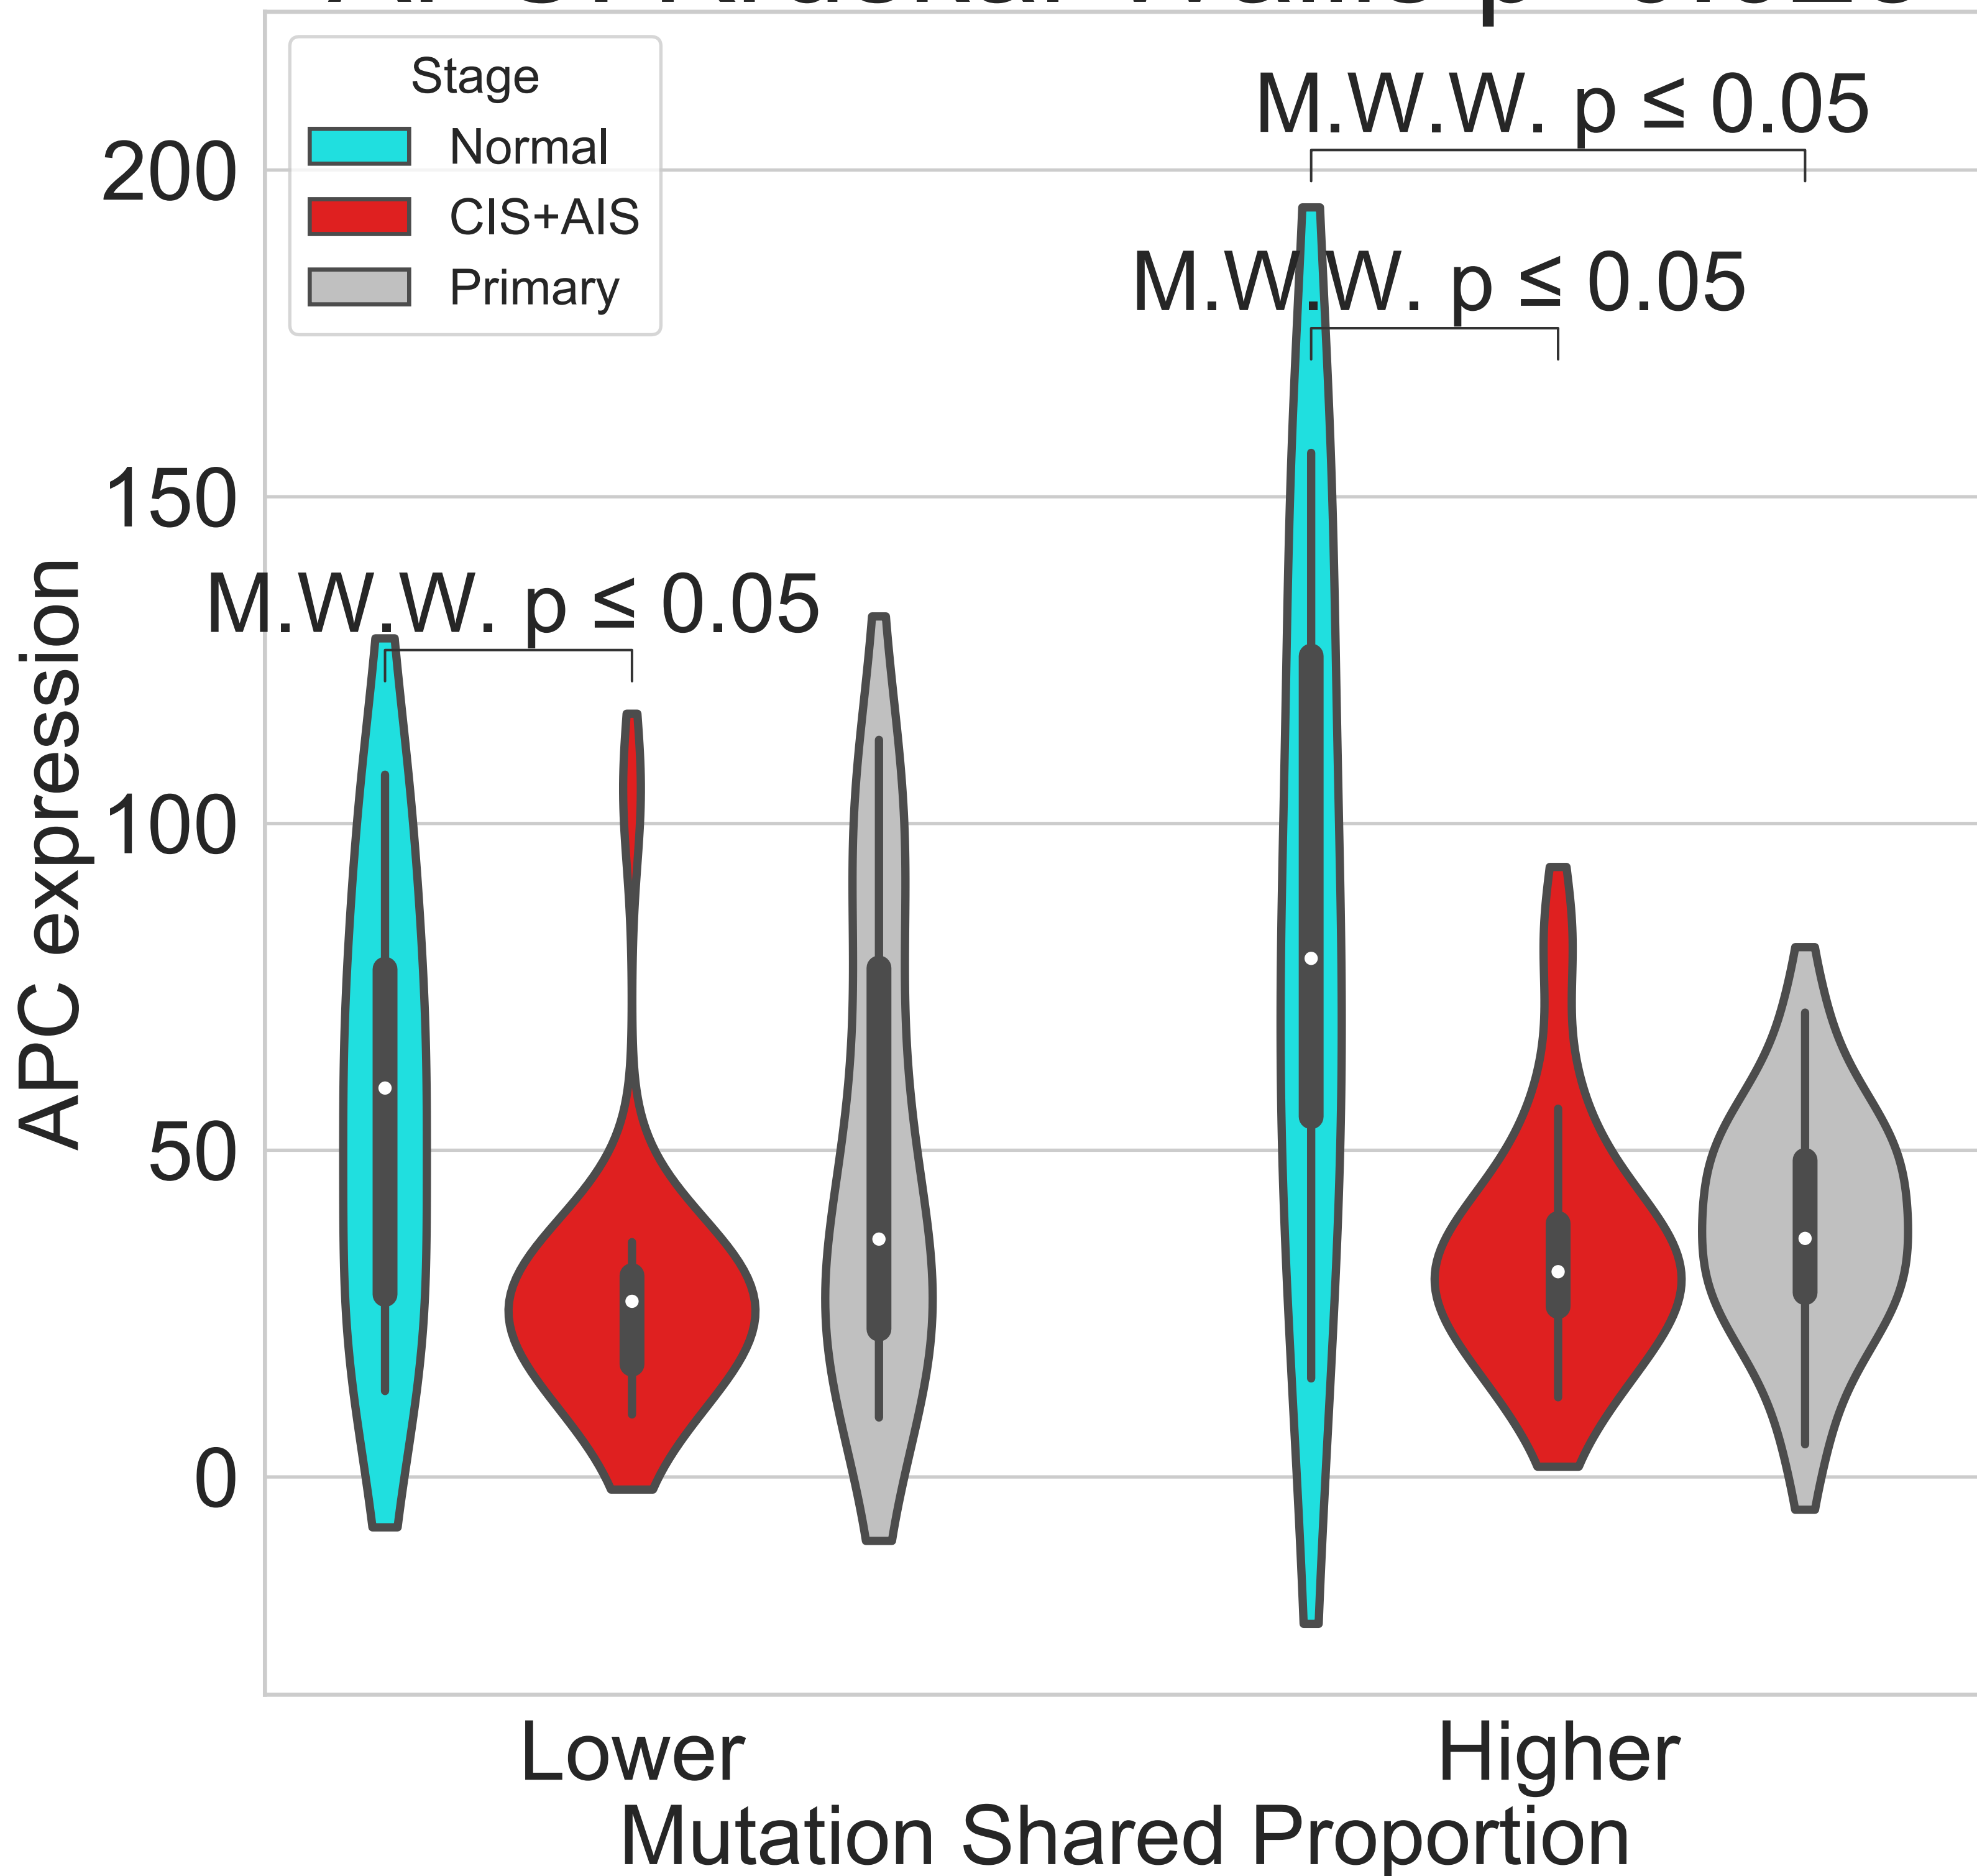 Stage
Normal
CIS+AIS
Primary
M.W.W. p ≤ 0.05
M.W.W. p ≤ 0.05
M.W.W. p ≤ 0.05
200
150
100
50
0
APC expression
Lower
Higher
Mutation Shared Proportion